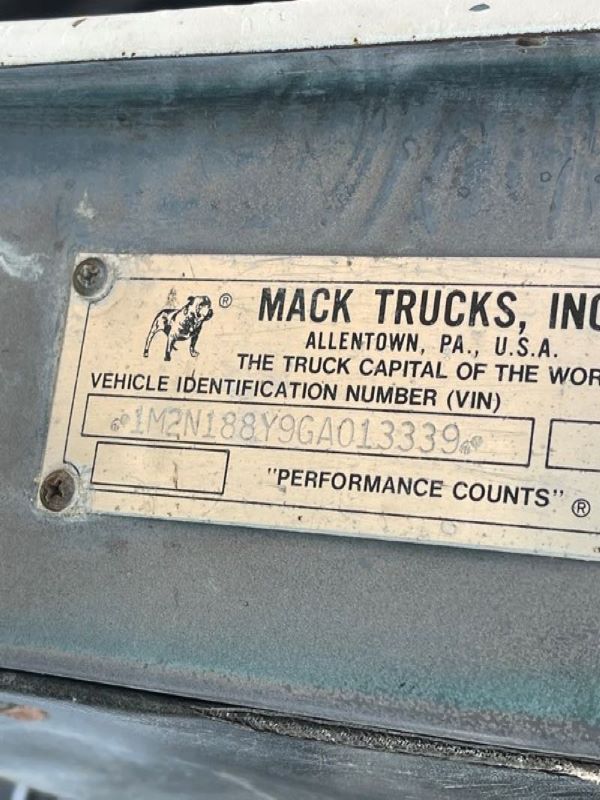 ® MACK TRUCKS, INC
ALLENTOWN, PA., U.S.A.
THE TRUCK CAPITAL OF THE WOR
VEHICLE IDENTIFICATION NUMBER (VIN)
1M2N188Y9GA013339
"PERFORMANCE COUNTS" ®